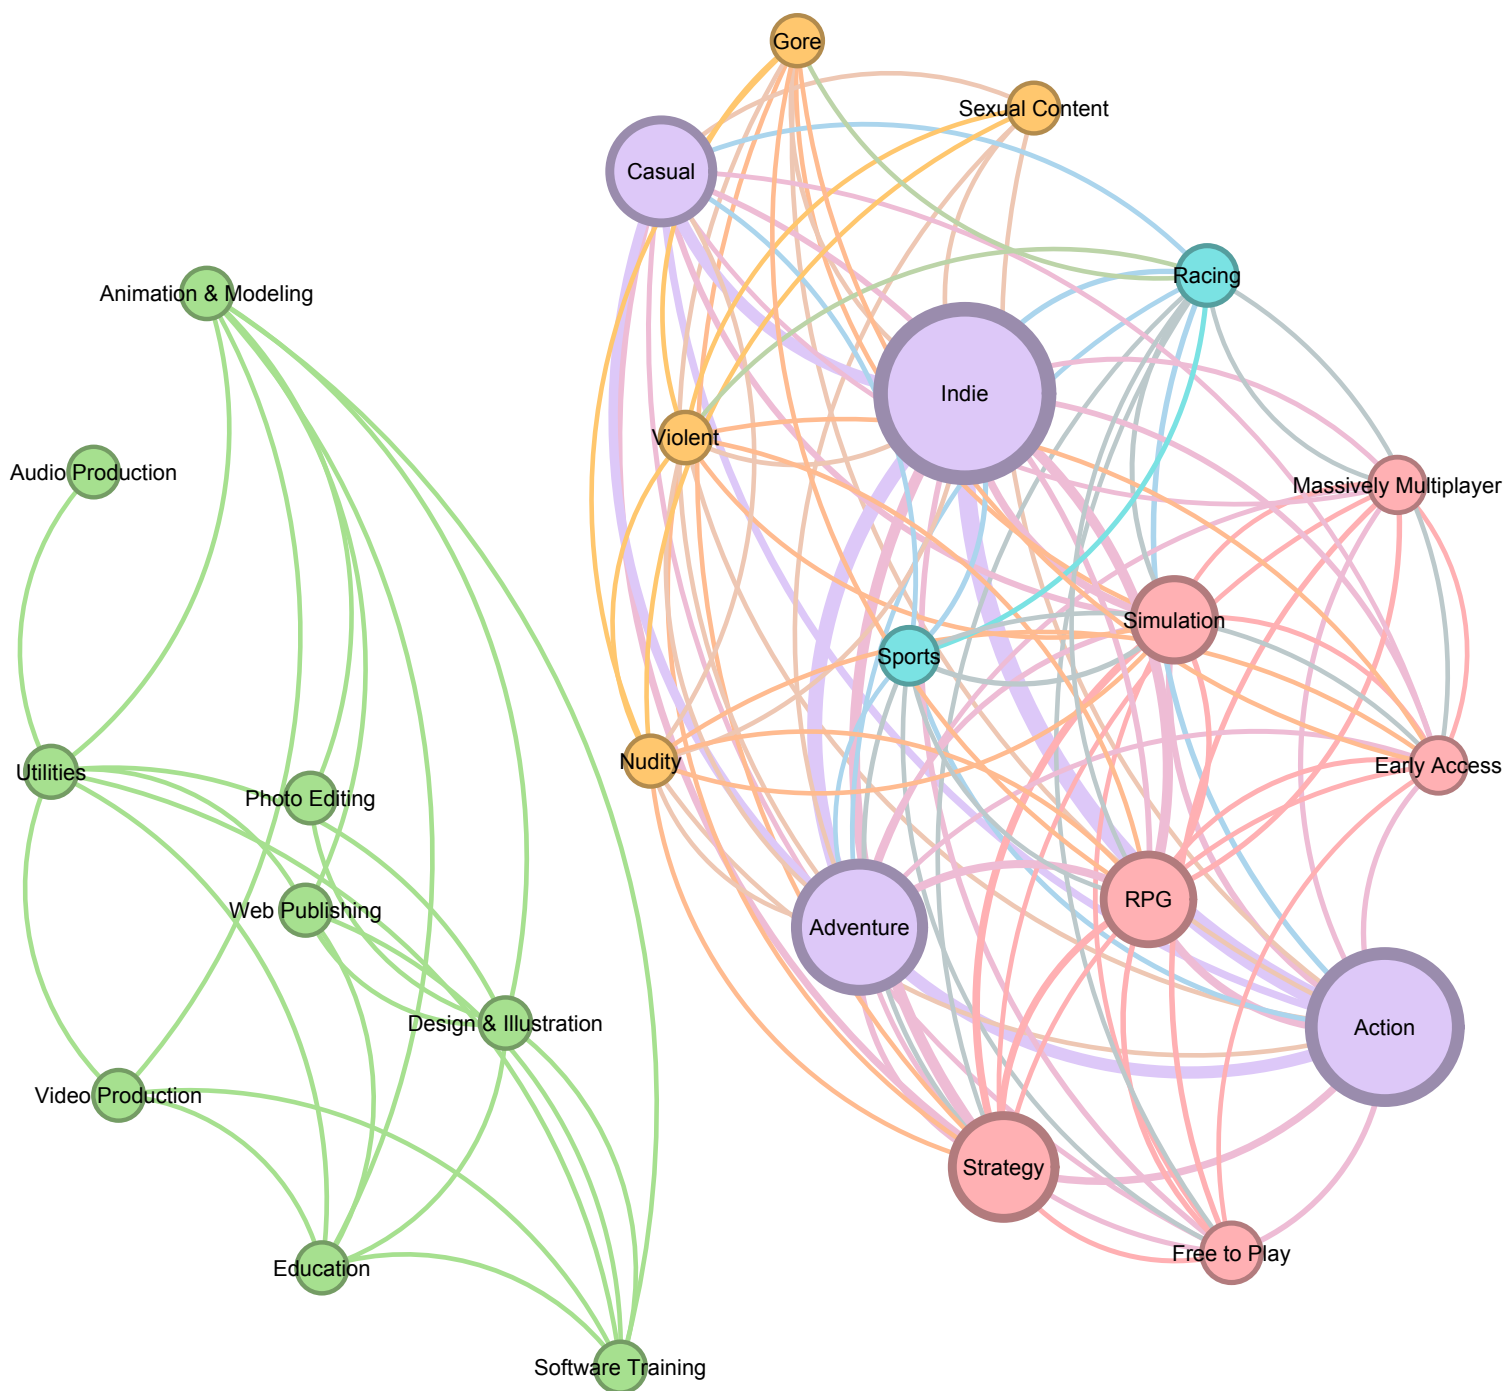 Gore
Sexual Content
Casual
Racing
Animation & Modeling
Indie
Violent
Audio Production
Massively Multiplayer
Simulation
Sports
Nudity
Early Access
Utilities
Photo Editing
RPG
Web Publishing
Adventure
Design & Illustration
Action
Video Production
Strategy
Free to Play
Education
Software Training